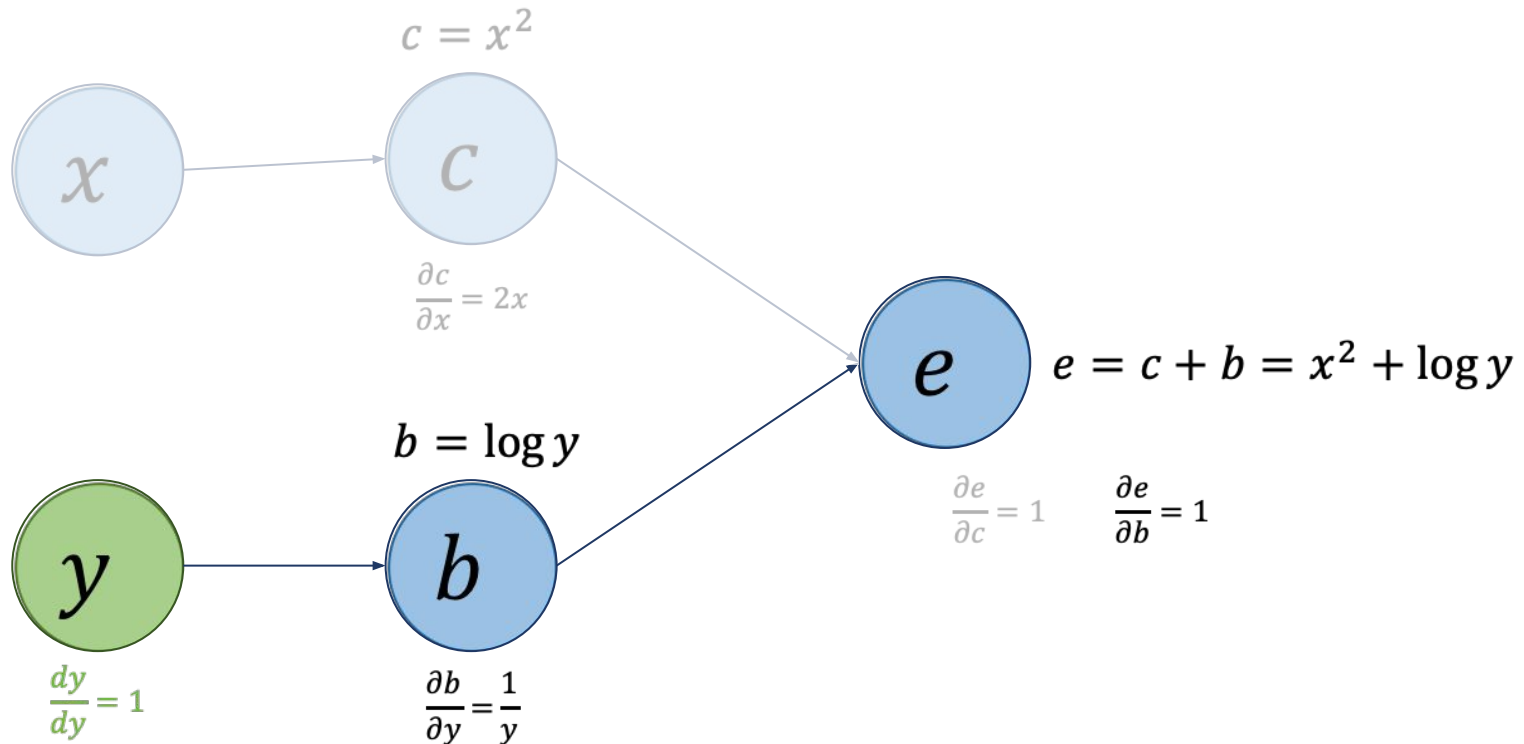 c = x²
x
c
∂c/∂x = 2x
e
e = c + b = x² + log y
b = log y
∂e/∂c = 1
∂e/∂b = 1
y
b
dy/dy = 1
∂b/∂y = 1/y